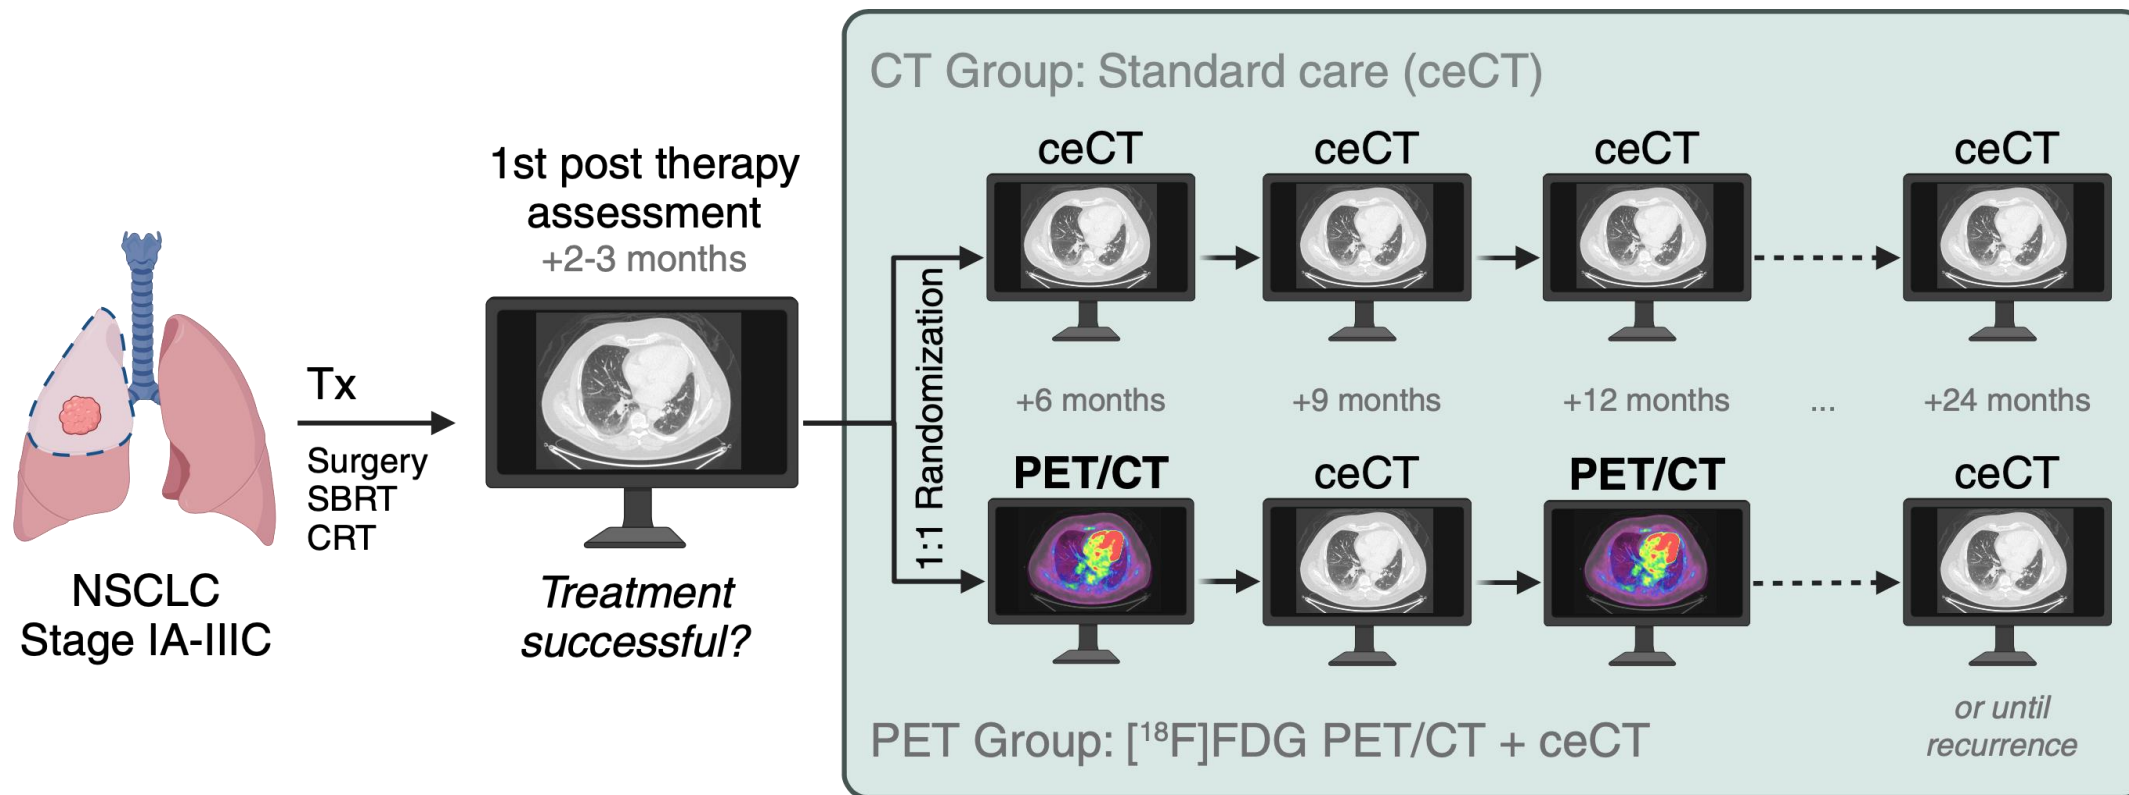 NSCLC
Stage IA-IIIC
Tx
Surgery
SBRT
CRT
1st post therapy
assessment
+2-3 months
Treatment
successful?
1:1 Randomization
CT Group: Standard care (ceCT)
ceCT
ceCT
ceCT
ceCT
+6 months
+9 months
+12 months
...
+24 months
PET/CT
ceCT
PET/CT
ceCT
or until
recurrence
PET Group: [¹⁸F]FDG PET/CT + ceCT